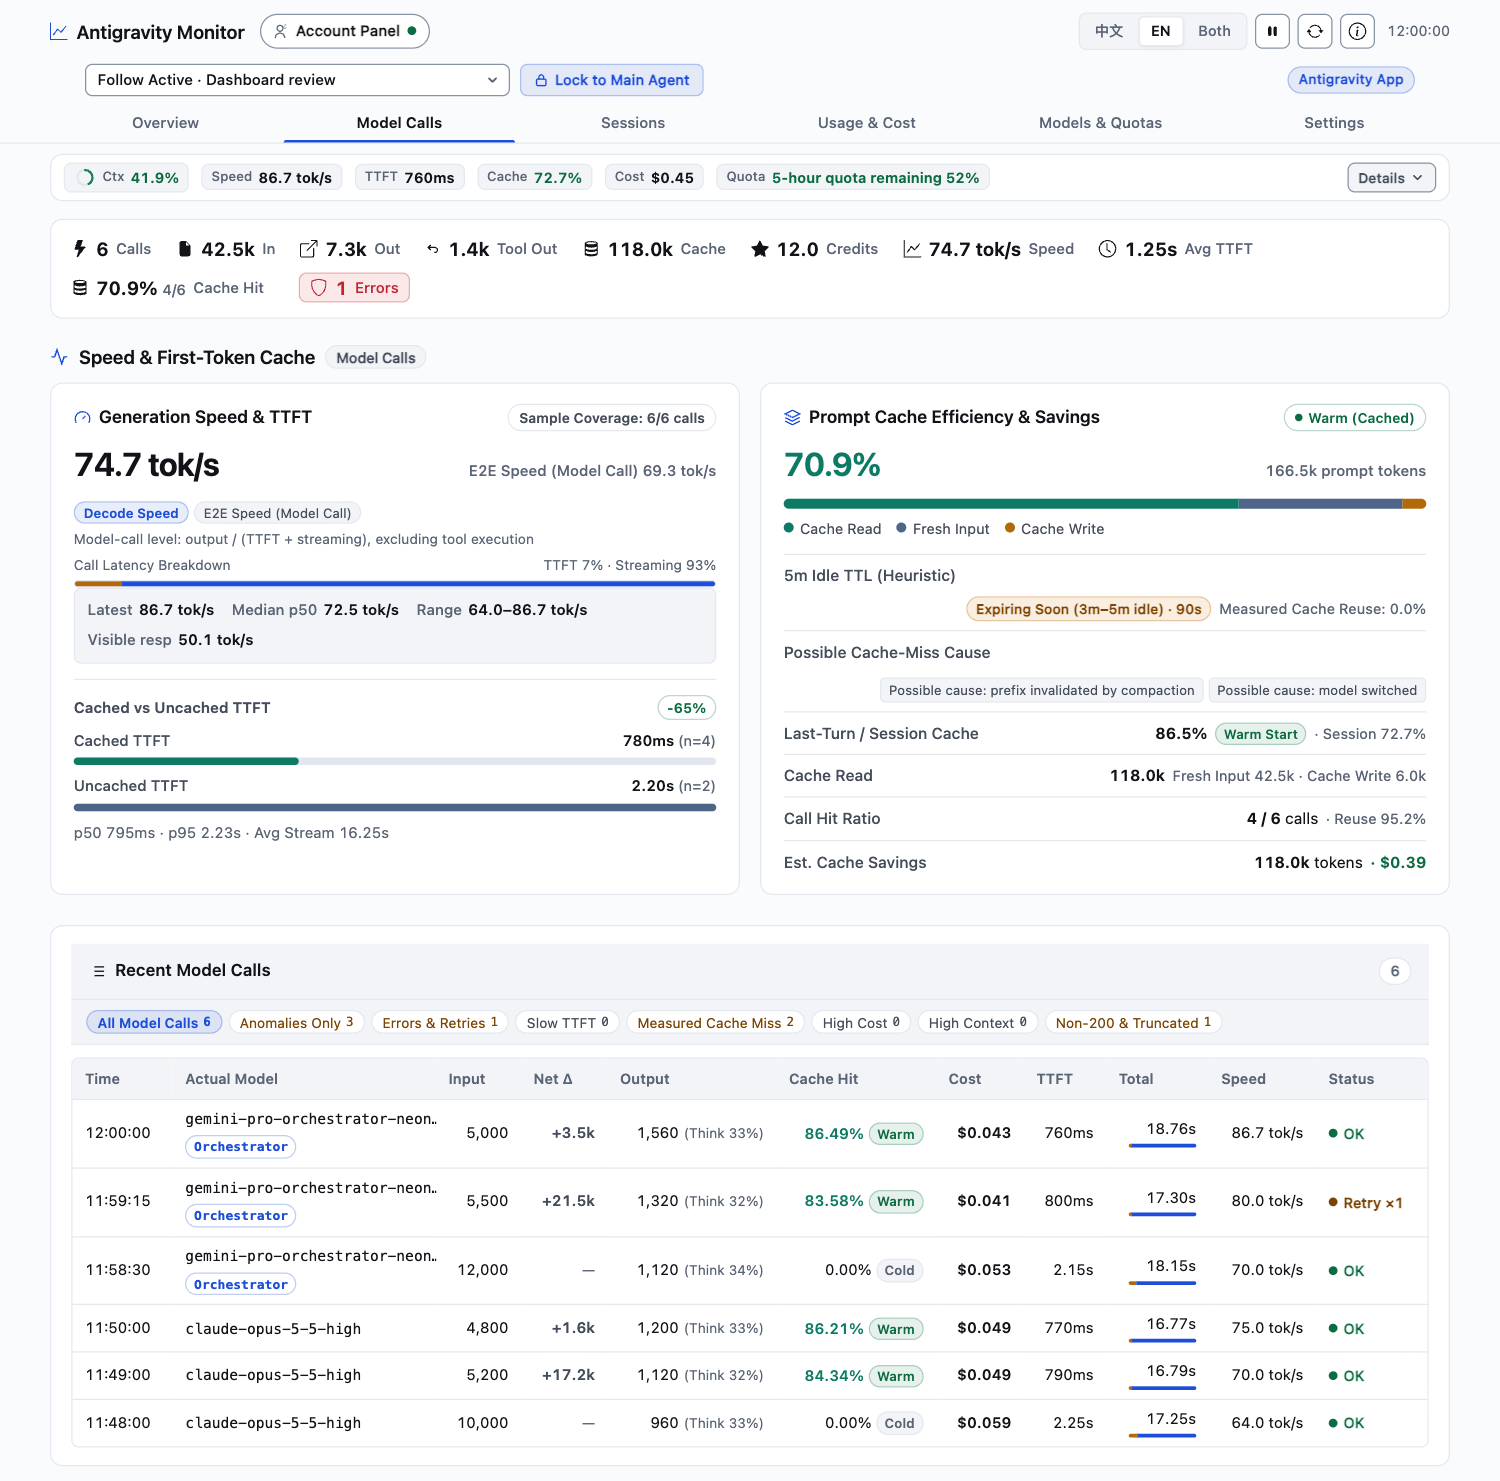 Antigravity Monitor Account Panel 中文 EN Both 12:00:00
Follow Active · Dashboard review Lock to Main Agent Antigravity App
Overview Model Calls Sessions Usage & Cost Models & Quotas Settings
Ctx 41.9% Speed 86.7 tok/s TTFT 760ms Cache 72.7% Cost $0.45 Quota 5-hour quota remaining 52% Details
6 Calls 42.5k In 7.3k Out 1.4k Tool Out 118.0k Cache 12.0 Credits 74.7 tok/s Speed 1.25s Avg TTFT
70.9% 4/6 Cache Hit 1 Errors
Speed & First-Token Cache Model Calls
Generation Speed & TTFT Sample Coverage: 6/6 calls
74.7 tok/s E2E Speed (Model Call) 69.3 tok/s
Decode Speed E2E Speed (Model Call)
Model-call level: output / (TTFT + streaming), excluding tool execution
Call Latency Breakdown TTFT 7% · Streaming 93%
Latest 86.7 tok/s Median p50 72.5 tok/s Range 64.0–86.7 tok/s
Visible resp 50.1 tok/s
Cached vs Uncached TTFT -65%
Cached TTFT 780ms (n=4)
Uncached TTFT 2.20s (n=2)
p50 795ms · p95 2.23s · Avg Stream 16.25s
Prompt Cache Efficiency & Savings Warm (Cached)
70.9% 166.5k prompt tokens
Cache Read Fresh Input Cache Write
5m Idle TTL (Heuristic)
Expiring Soon (3m–5m idle) · 90s Measured Cache Reuse: 0.0%
Possible Cache-Miss Cause
Possible cause: prefix invalidated by compaction Possible cause: model switched
Last-Turn / Session Cache 86.5% Warm Start · Session 72.7%
Cache Read 118.0k Fresh Input 42.5k · Cache Write 6.0k
Call Hit Ratio 4 / 6 calls · Reuse 95.2%
Est. Cache Savings 118.0k tokens · $0.39
Recent Model Calls 6
All Model Calls 6 Anomalies Only 3 Errors & Retries 1 Slow TTFT 0 Measured Cache Miss 2 High Cost 0 High Context 0 Non-200 & Truncated 1
Time Actual Model Input Net Δ Output Cache Hit Cost TTFT Total Speed Status
12:00:00 gemini-pro-orchestrator-neon… 5,000 +3.5k 1,560 (Think 33%) 86.49% Warm $0.043 760ms 18.76s 86.7 tok/s OK
Orchestrator
11:59:15 gemini-pro-orchestrator-neon… 5,500 +21.5k 1,320 (Think 32%) 83.58% Warm $0.041 800ms 17.30s 80.0 tok/s Retry ×1
Orchestrator
11:58:30 gemini-pro-orchestrator-neon… 12,000 — 1,120 (Think 34%) 0.00% Cold $0.053 2.15s 18.15s 70.0 tok/s OK
Orchestrator
11:50:00 claude-opus-5-5-high 4,800 +1.6k 1,200 (Think 33%) 86.21% Warm $0.049 770ms 16.77s 75.0 tok/s OK
11:49:00 claude-opus-5-5-high 5,200 +17.2k 1,120 (Think 32%) 84.34% Warm $0.049 790ms 16.79s 70.0 tok/s OK
11:48:00 claude-opus-5-5-high 10,000 — 960 (Think 33%) 0.00% Cold $0.059 2.25s 17.25s 64.0 tok/s OK